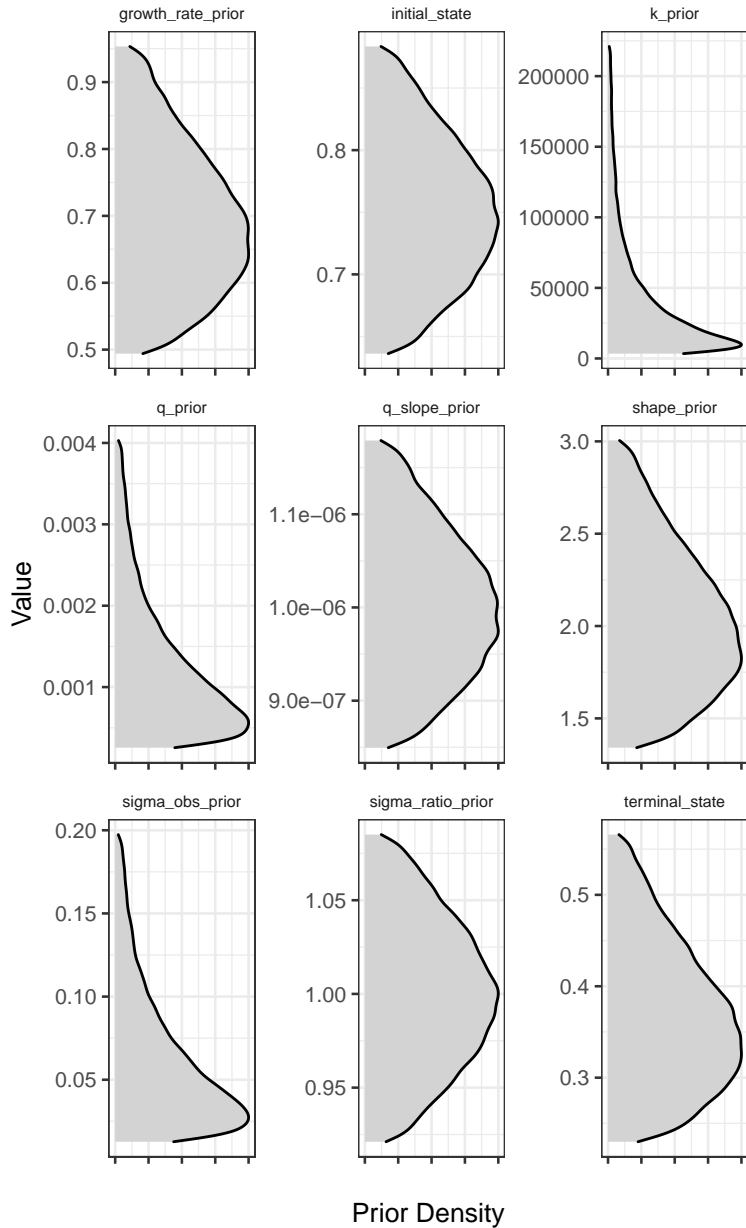 growth_rate_prior
initial_state
k_prior
0.9
0.8
0.7
0.6
0.5
0.8
0.7
200000
150000
100000
50000
0
q_prior
q_slope_prior
shape_prior
0.004
0.003
0.002
0.001
1.1e−06
1.0e−06
9.0e−07
3.0
2.5
2.0
1.5
Value
sigma_obs_prior
sigma_ratio_prior
terminal_state
0.20
0.15
0.10
0.05
1.05
1.00
0.95
0.5
0.4
0.3
Prior Density